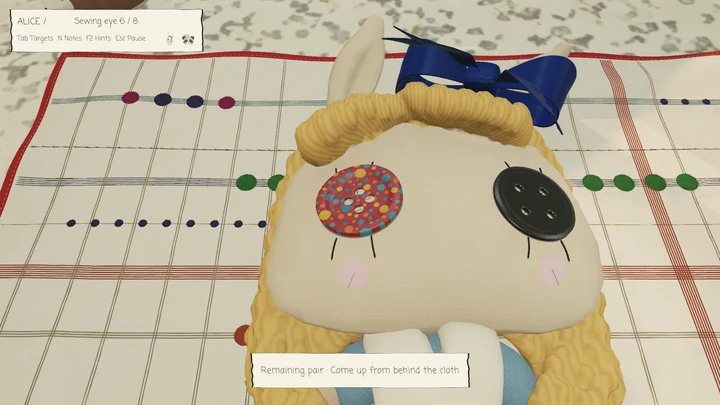 ALICE / Sewing eye 6 / 8
Tab Targets N Notes F2 Hints Esc Pause
Remaining pair · Come up from behind the cloth